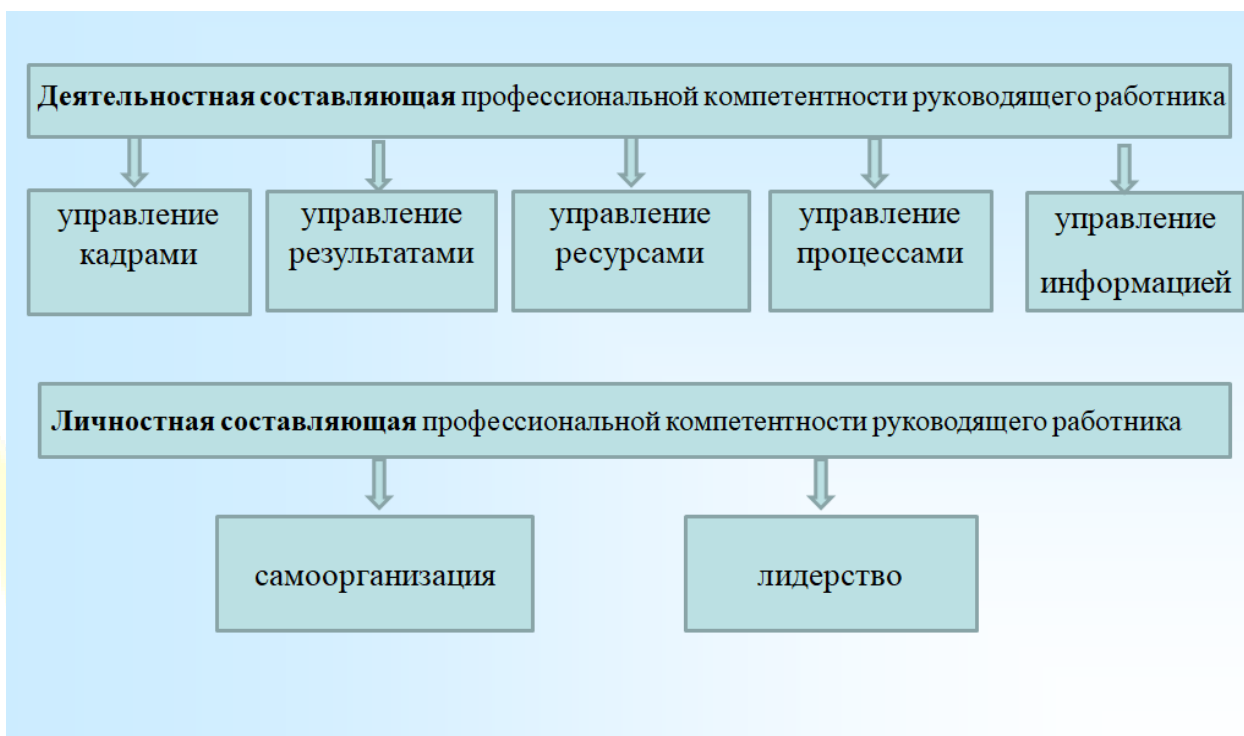 Деятельностная составляющая профессиональной компетентности руководящего работника
управление
кадрами
управление
результатами
управление
ресурсами
управление
процессами
управление
информацией
Личностная составляющая профессиональной компетентности руководящего работника
самоорганизация
лидерство